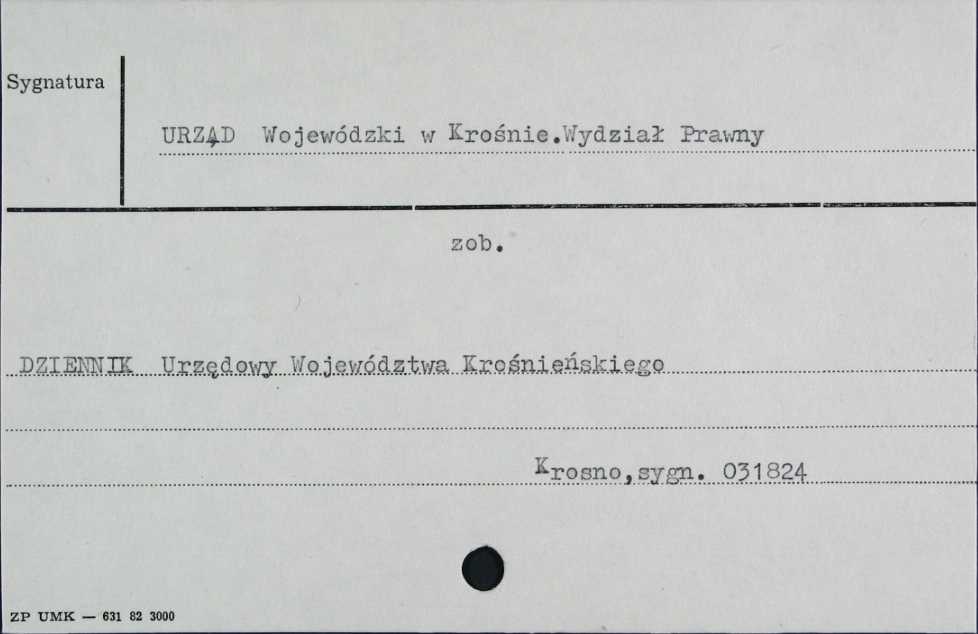 Sygnatura
URZĄD Wojewódzki w Krośnie.Wydział Prawny
zob.
DZIENNIK Urzędowy Województwa Krośnieńskiego
Krosno,sygn. 031824
ZP UMK — 631 82 3000